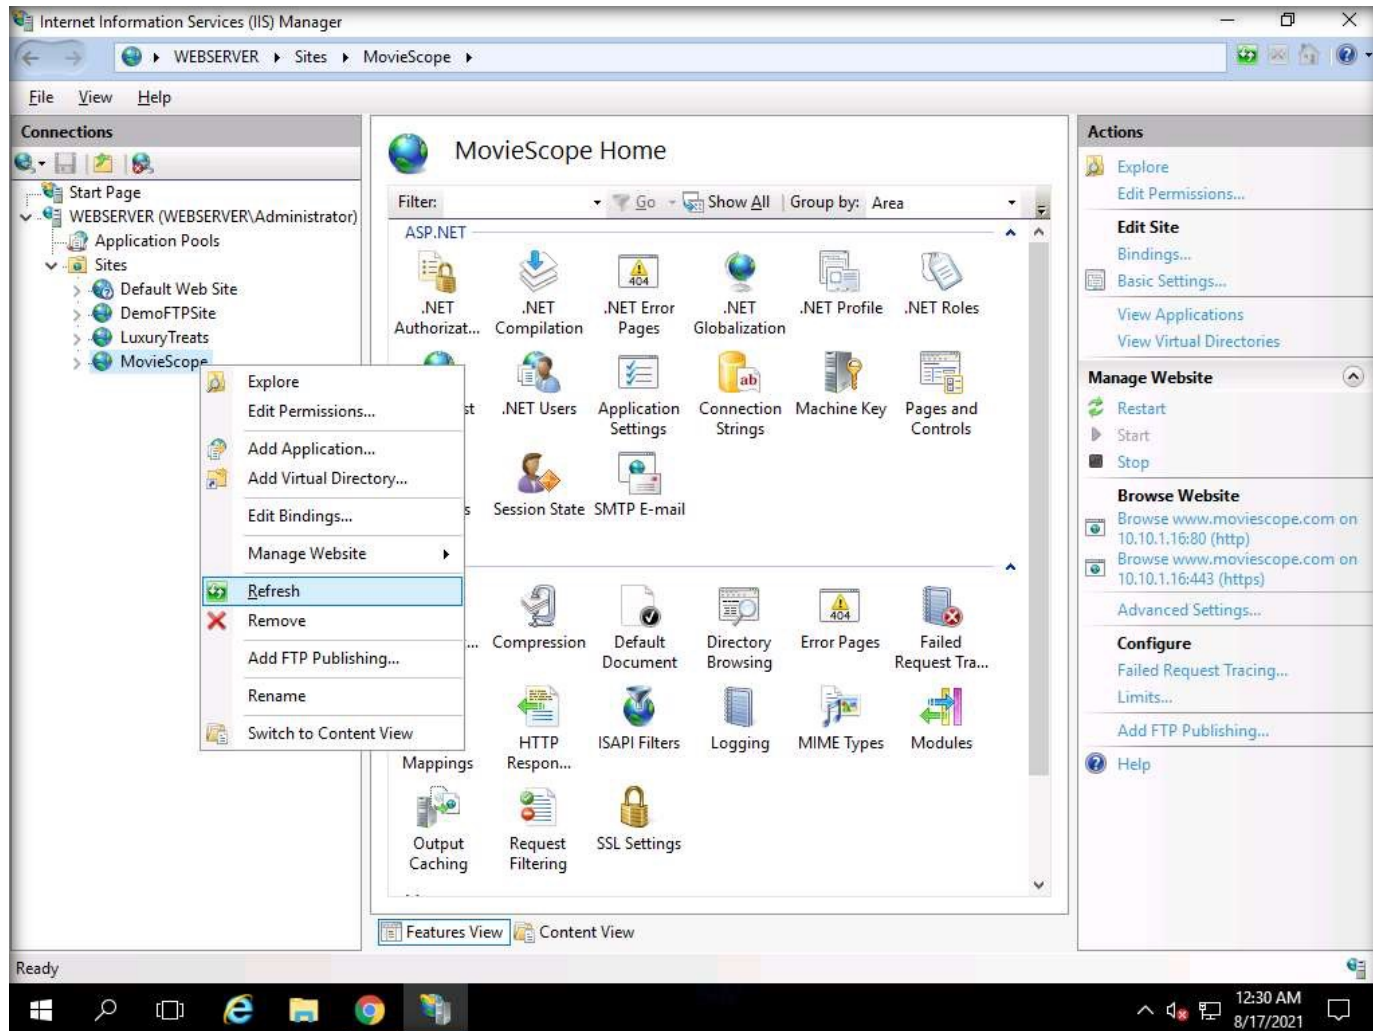 Internet Information Services (IIS) Manager
WEBSERVER Sites MovieScope
File View Help
Connections
Start Page
WEBSERVER (WEBSERVER\Administrator)
Application Pools
Sites
Default Web Site
DemoFTPSite
LuxuryTreats
MovieScope
Explore
Edit Permissions...
Add Application...
Add Virtual Directory...
Edit Bindings...
Manage Website
Refresh
Remove
Add FTP Publishing...
Rename
Switch to Content View
MovieScope Home
Filter: Go Show All Group by: Area
ASP.NET
.NET .NET .NET Error .NET .NET Profile .NET Roles
Authorizat... Compilation Pages Globalization
st .NET Users Application Connection Machine Key Pages and
Settings Strings Controls
s Session State SMTP E-mail
... Compression Default Directory Error Pages Failed
Document Browsing Request Tra...
HTTP ISAPI Filters Logging MIME Types Modules
Mappings Respon...
Output Request SSL Settings
Caching Filtering
Features View Content View
Actions
Explore
Edit Permissions...
Edit Site
Bindings...
Basic Settings...
View Applications
View Virtual Directories
Manage Website
Restart
Start
Stop
Browse Website
Browse www.moviescope.com on
10.10.1.16:80 (http)
Browse www.moviescope.com on
10.10.1.16:443 (https)
Advanced Settings...
Configure
Failed Request Tracing...
Limits...
Add FTP Publishing...
Help
Ready
12:30 AM
8/17/2021